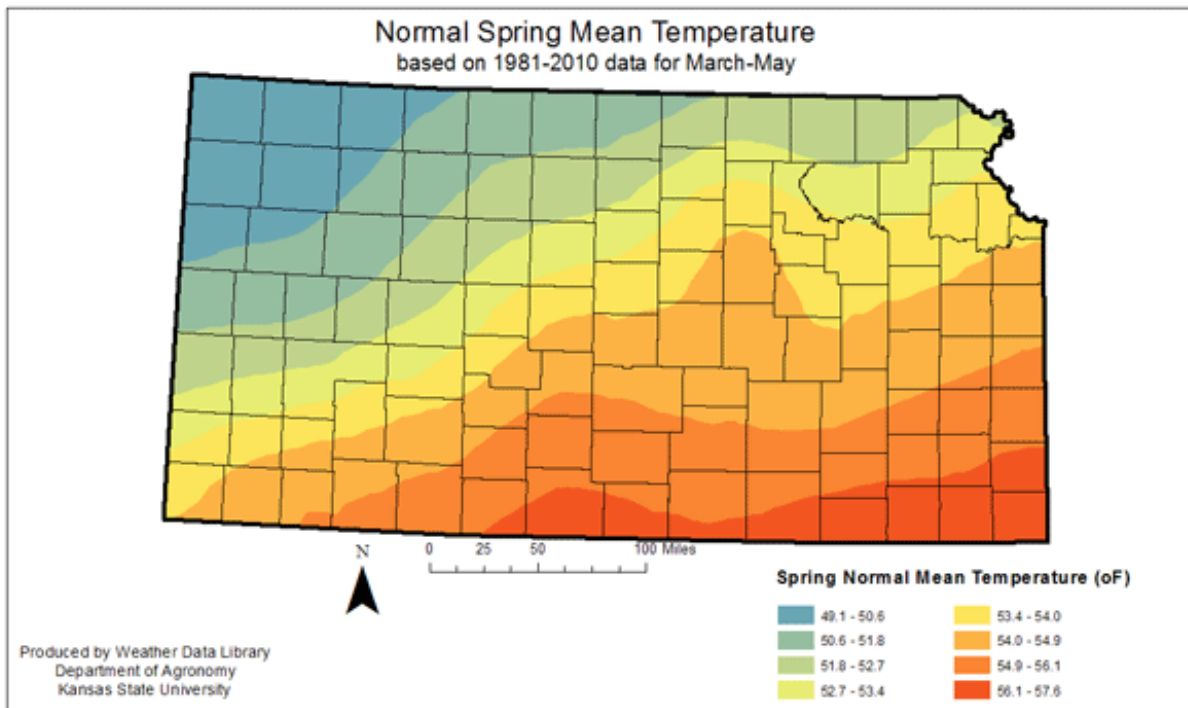 Normal Spring Mean Temperature
based on 1981-2010 data for March-May
N
0 25 50 100 Miles
Spring Normal Mean Temperature (oF)
49.1 - 50.6
50.6 - 51.8
51.8 - 52.7
52.7 - 53.4
53.4 - 54.0
54.0 - 54.9
54.9 - 56.1
56.1 - 57.6
Produced by Weather Data Library
Department of Agronomy
Kansas State University